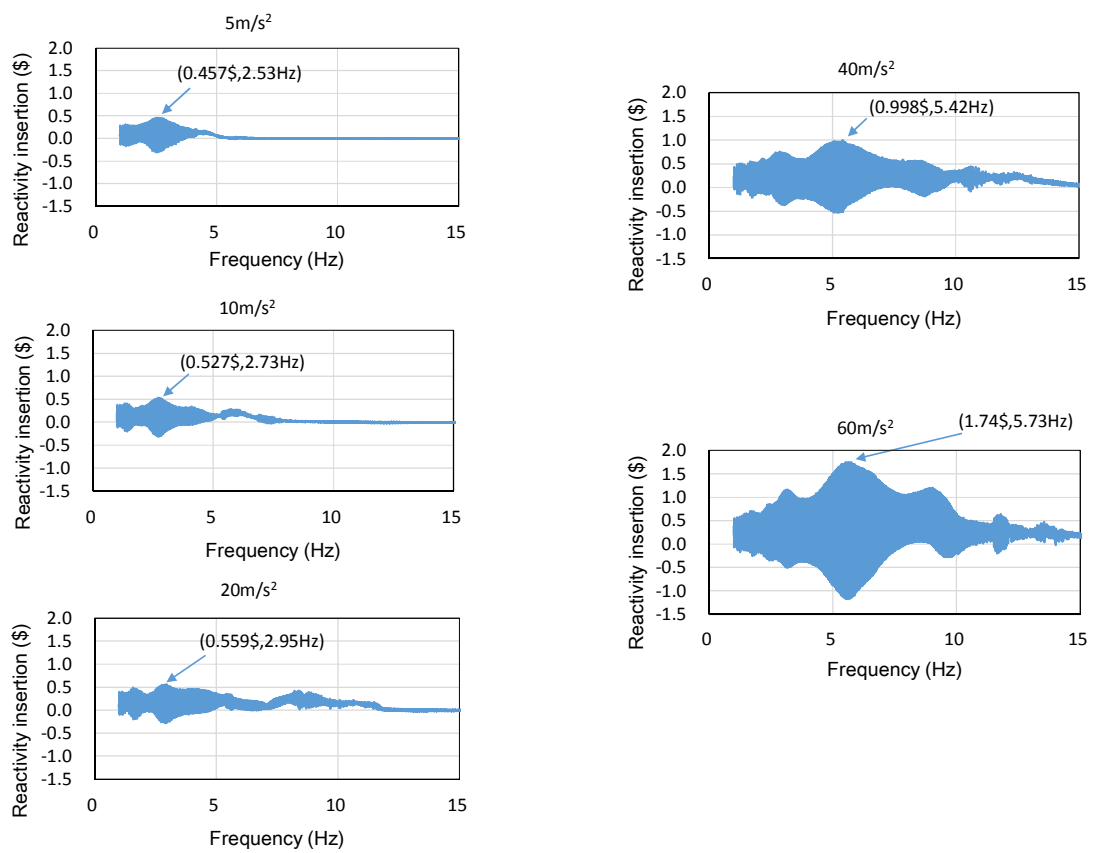 5m/s²
Reactivity insertion ($)
2.0
1.5
1.0
0.5
0.0
-0.5
-1.0
-1.5
(0.457$,2.53Hz)
0 5 10 15
Frequency (Hz)
10m/s²
Reactivity insertion ($)
2.0
1.5
1.0
0.5
0.0
-0.5
-1.0
-1.5
(0.527$,2.73Hz)
0 5 10 15
Frequency (Hz)
20m/s²
Reactivity insertion ($)
2.0
1.5
1.0
0.5
0.0
-0.5
-1.0
-1.5
(0.559$,2.95Hz)
0 5 10 15
Frequency (Hz)
40m/s²
Reactivity insertion ($)
2.0
1.5
1.0
0.5
0.0
-0.5
-1.0
-1.5
(0.998$,5.42Hz)
0 5 10 15
Frequency (Hz)
60m/s²
Reactivity insertion ($)
2.0
1.5
1.0
0.5
0.0
-0.5
-1.0
-1.5
(1.74$,5.73Hz)
0 5 10 15
Frequency (Hz)